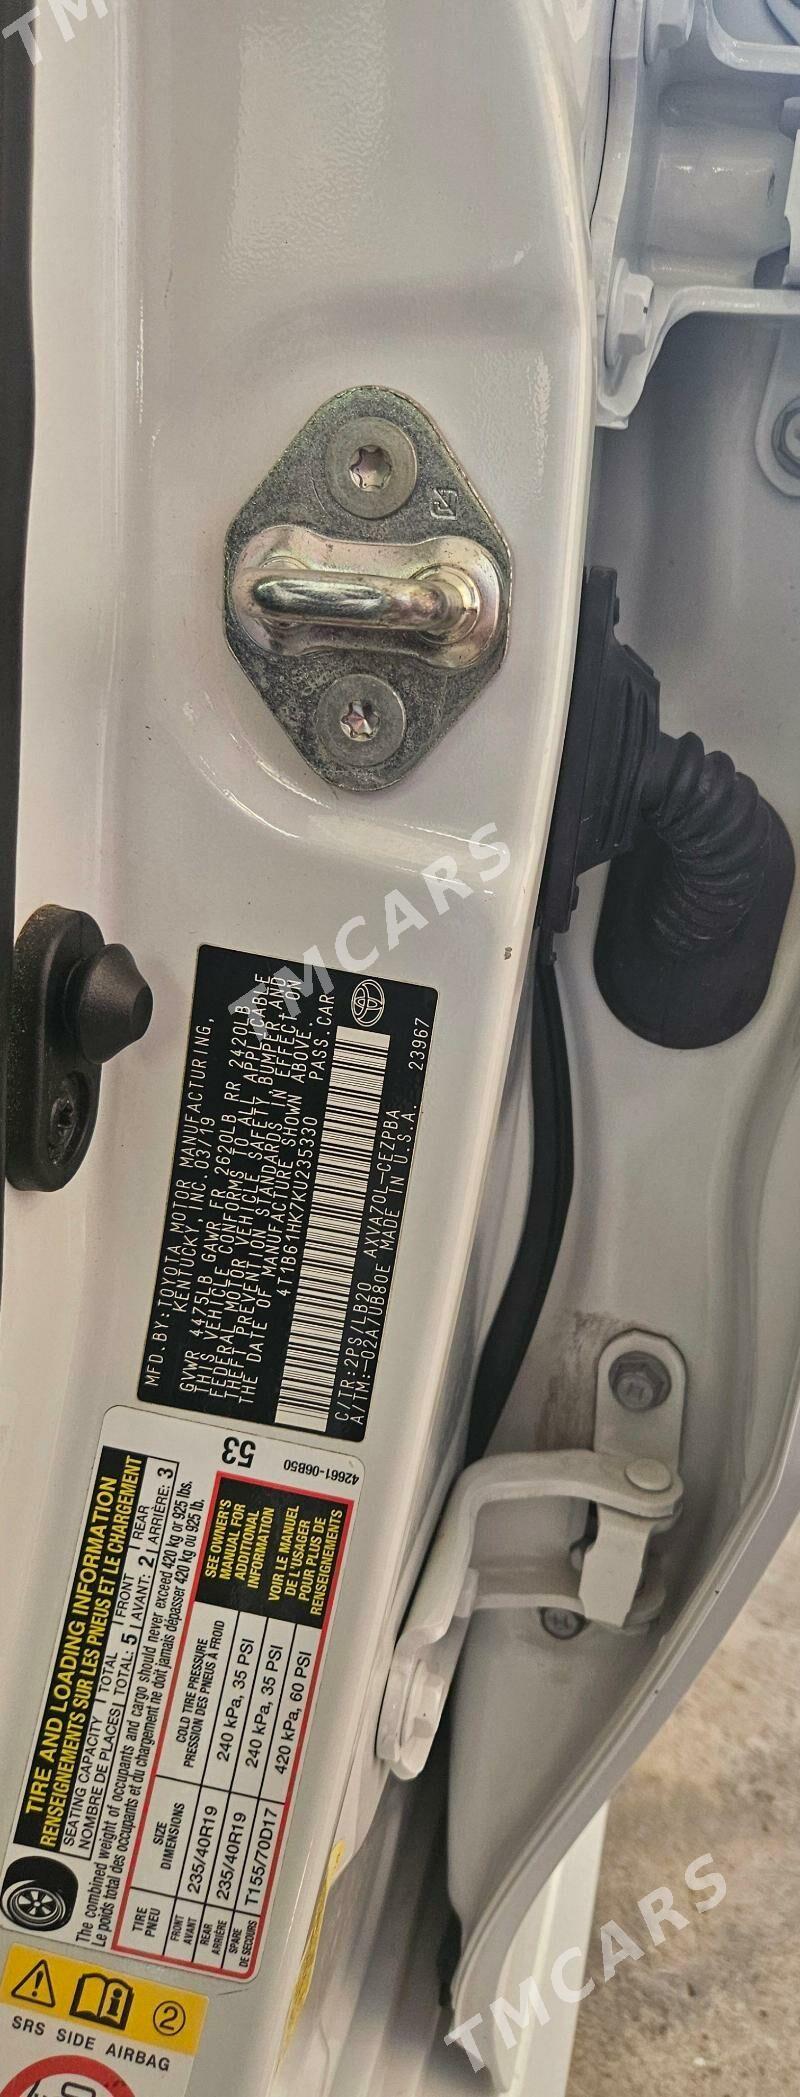 TMCARS
MFD.BY:TOYOTA MOTOR MANUFACTURING,
KENTUCKY, INC. 03/19
GVWR 4475LB GAWR FR 2620LB RR 2420LB
THIS VEHICLE CONFORMS TO ALL APPLICABLE
FEDERAL MOTOR VEHICLE SAFETY, BUMPER, AND
THEFT PREVENTION STANDARDS IN EFFECT ON
THE DATE OF MANUFACTURE SHOWN ABOVE.
4T1B61HK7KU235330 PASS.CAR
C/TR:2PS/LB20 AXVA70L-CEZPBA
A/TM:-02A/UB80E MADE IN U.S.A. 23967
TIRE AND LOADING INFORMATION
RENSEIGNEMENTS SUR LES PNEUS ET LE CHARGEMENT
SEATING CAPACITY TOTAL FRONT REAR
NOMBRE DE PLACES TOTAL: 5 AVANT: 2 ARRIÈRE: 3
The combined weight of occupants and cargo should never exceed 420 kg or 925 lbs.
Le poids total des occupants et du chargement ne doit jamais dépasser 420 kg ou 925 lb.
TIRE SIZE COLD TIRE PRESSURE
PNEU DIMENSIONS PRESSION DES PNEUS À FROID
FRONT
AVANT 235/40R19 240 kPa, 35 PSI
REAR
ARRIÈRE 235/40R19 240 kPa, 35 PSI
SPARE
DE SECOURS T155/70D17 420 kPa, 60 PSI
SEE OWNER'S
MANUAL FOR
ADDITIONAL
INFORMATION
VOIR LE MANUEL
DE L'USAGER
POUR PLUS DE
RENSEIGNEMENTS
53
42661-06B50
2
SRS SIDE AIRBAG
TMCARS